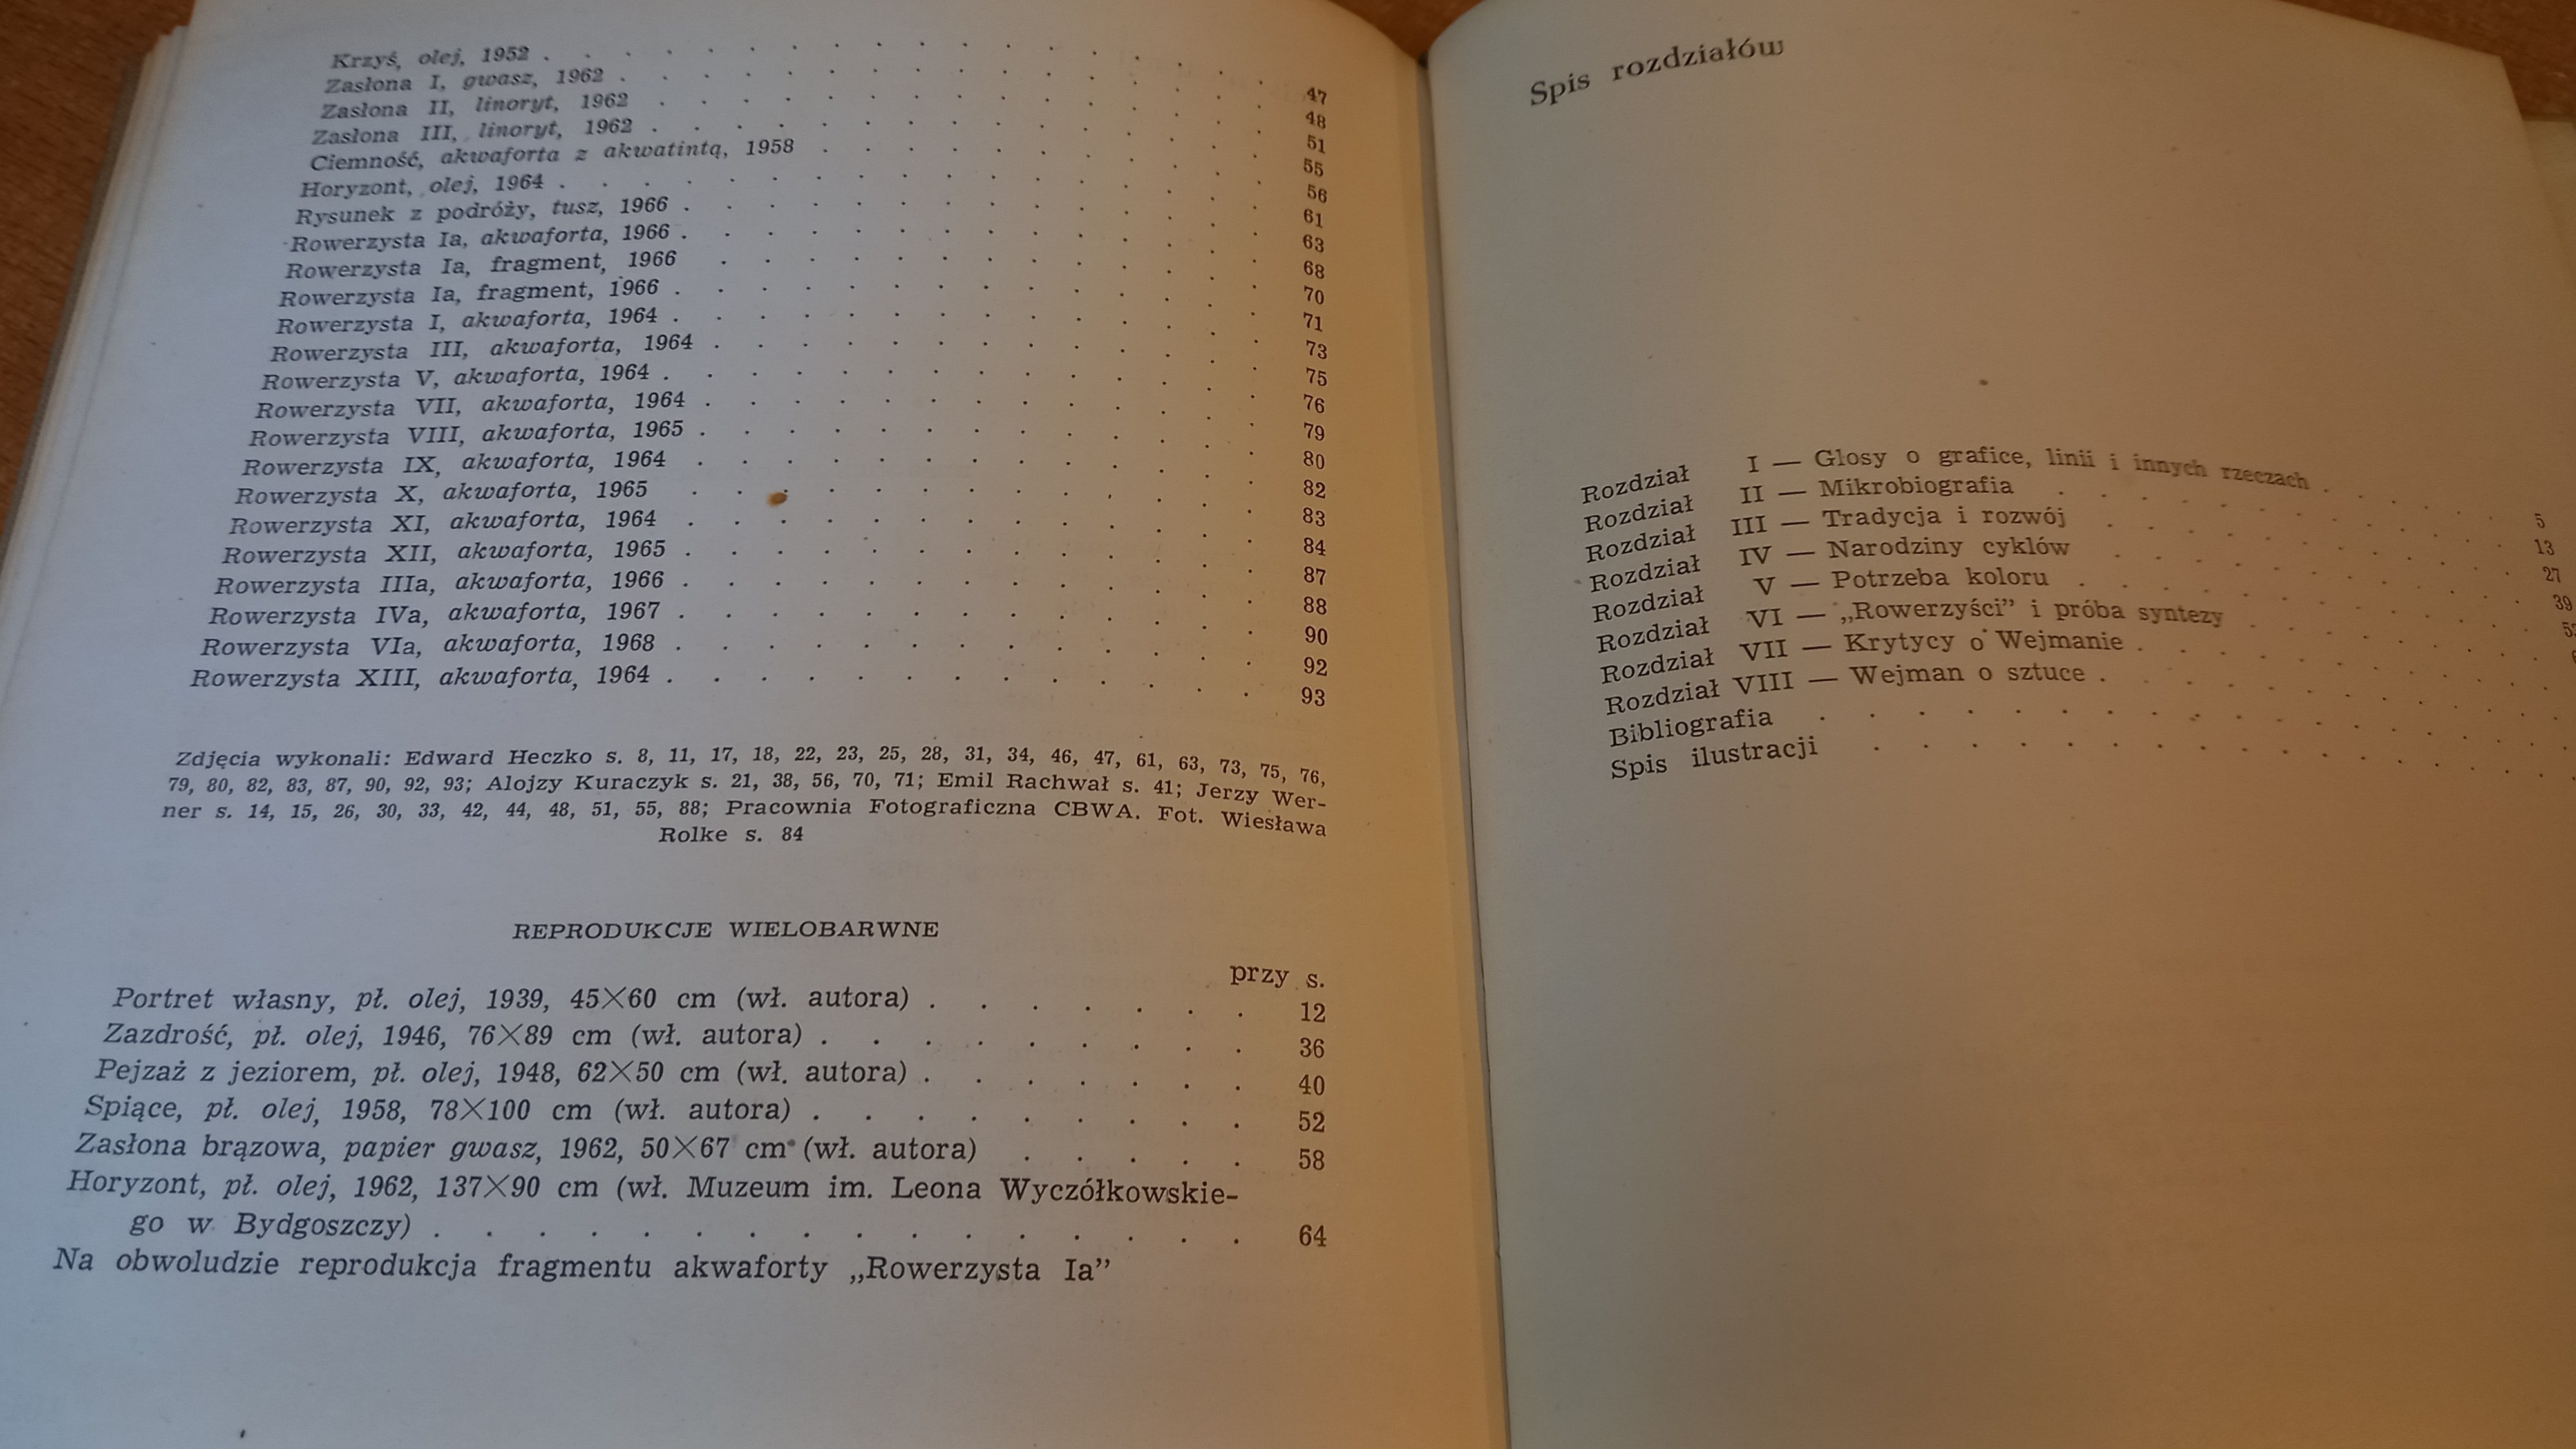 Krzyś, olej, 1952 . . . . . . . . . . 47
Zasłona I, gwasz, 1962 . . . . . . . . . . 48
Zasłona II, linoryt, 1962 . . . . . . . . . . 51
Zasłona III, linoryt, 1962 . . . . . . . . . . 55
Ciemność, akwaforta z akwatintą, 1958 . . . . . . . . . . 56
Horyzont, olej, 1964 . . . . . . . . . . 61
Rysunek z podróży, tusz, 1966 . . . . . . . . . . 63
Rowerzysta Ia, akwaforta, 1966 . . . . . . . . . . 68
Rowerzysta Ia, fragment, 1966 . . . . . . . . . . 70
Rowerzysta Ia, fragment, 1966 . . . . . . . . . . 71
Rowerzysta I, akwaforta, 1964 . . . . . . . . . . 73
Rowerzysta III, akwaforta, 1964 . . . . . . . . . . 75
Rowerzysta V, akwaforta, 1964 . . . . . . . . . . 76
Rowerzysta VII, akwaforta, 1964 . . . . . . . . . . 79
Rowerzysta VIII, akwaforta, 1965 . . . . . . . . . . 80
Rowerzysta IX, akwaforta, 1964 . . . . . . . . . . 82
Rowerzysta X, akwaforta, 1965 . . . . . . . . . . 83
Rowerzysta XI, akwaforta, 1964 . . . . . . . . . . 84
Rowerzysta XII, akwaforta, 1965 . . . . . . . . . . 87
Rowerzysta IIIa, akwaforta, 1966 . . . . . . . . . . 88
Rowerzysta IVa, akwaforta, 1967 . . . . . . . . . . 90
Rowerzysta VIa, akwaforta, 1968 . . . . . . . . . . 92
Rowerzysta XIII, akwaforta, 1964 . . . . . . . . . . 93
Zdjęcia wykonali: Edward Heczko s. 8, 11, 17, 18, 22, 23, 25, 28, 31, 34, 46, 47, 61, 63, 73, 75, 76,
79, 80, 82, 83, 87, 90, 92, 93; Alojzy Kuraczyk s. 21, 38, 56, 70, 71; Emil Rachwał s. 41; Jerzy Wer-
ner s. 14, 15, 26, 30, 33, 42, 44, 48, 51, 55, 88; Pracownia Fotograficzna CBWA. Fot. Wiesława
Rolke s. 84
REPRODUKCJE WIELOBARWNE
przy s.
Portret własny, pł. olej, 1939, 45×60 cm (wł. autora) . . . . . . . 12
Zazdrość, pł. olej, 1946, 76×89 cm (wł. autora) . . . . . . . . . 36
Pejzaż z jeziorem, pł. olej, 1948, 62×50 cm (wł. autora) . . . . . . . 40
Spiące, pł. olej, 1958, 78×100 cm (wł. autora) . . . . . . . . . 52
Zasłona brązowa, papier gwasz, 1962, 50×67 cm (wł. autora) . . . . . 58
Horyzont, pł. olej, 1962, 137×90 cm (wł. Muzeum im. Leona Wyczółkowskie-
go w Bydgoszczy) . . . . . . . . . . . . . . . . 64
Na obwoludzie reprodukcja fragmentu akwaforty „Rowerzysta Ia”
Spis rozdziałów
Rozdział I — Glosy o grafice, linii i innych rzeczach . . . . . 5
Rozdział II — Mikrobiografia . . . . . . . . . . 13
Rozdział III — Tradycja i rozwój . . . . . . . . . . 27
Rozdział IV — Narodziny cyklów . . . . . . . . . . 39
Rozdział V — Potrzeba koloru . . . . . . . . . .
Rozdział VI — „Rowerzyści” i próba syntezy . . . . . . .
Rozdział VII — Krytycy o Wejmanie . . . . . . . . . .
Rozdział VIII — Wejman o sztuce . . . . . . . . . .
Bibliografia . . . . . . . . . .
Spis ilustracji . . . . . . . . . .